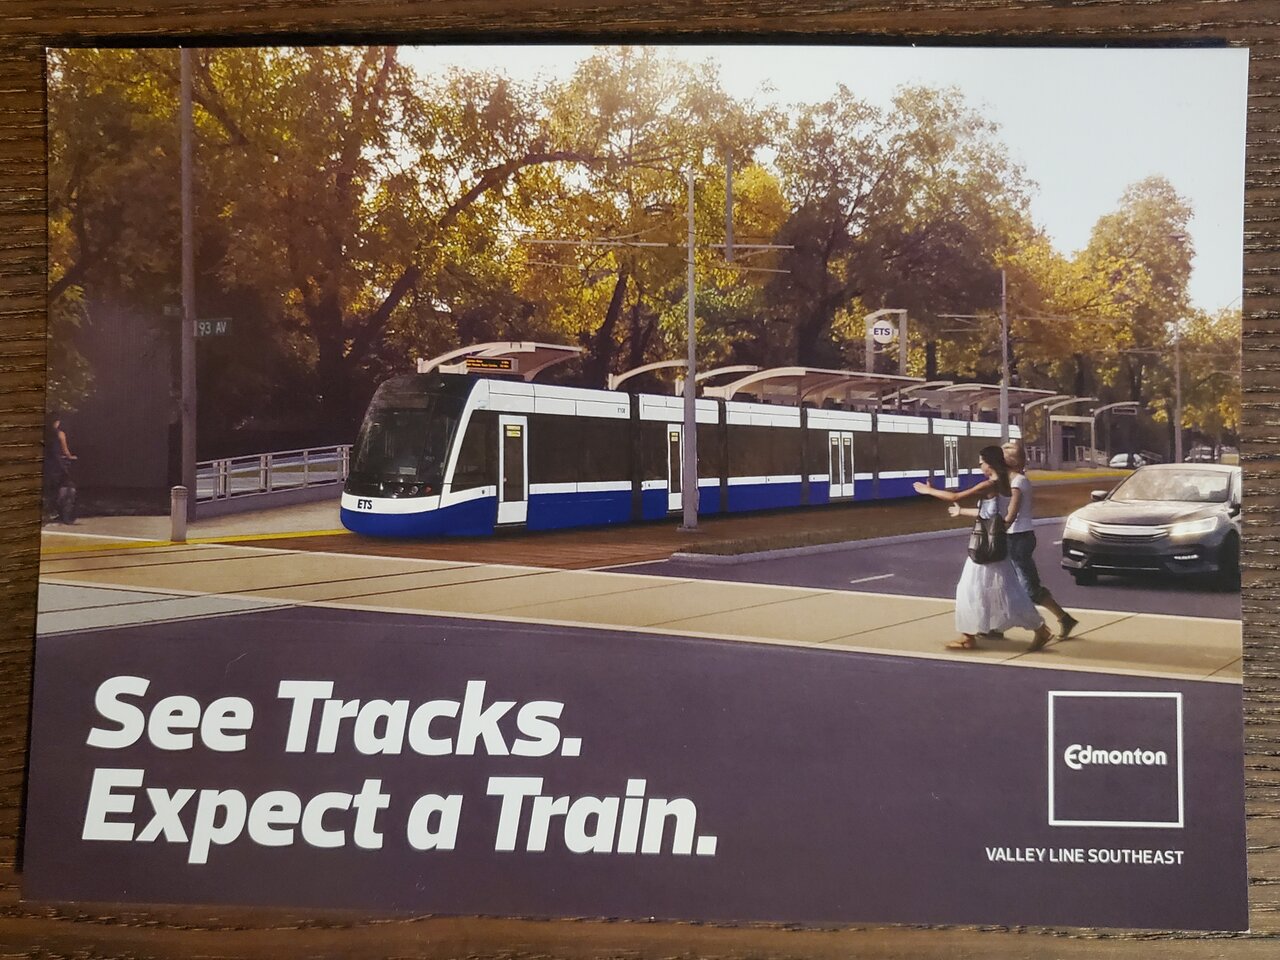 93 AV
ETS
ETS
See Tracks.
Expect a Train.
Edmonton
VALLEY LINE SOUTHEAST